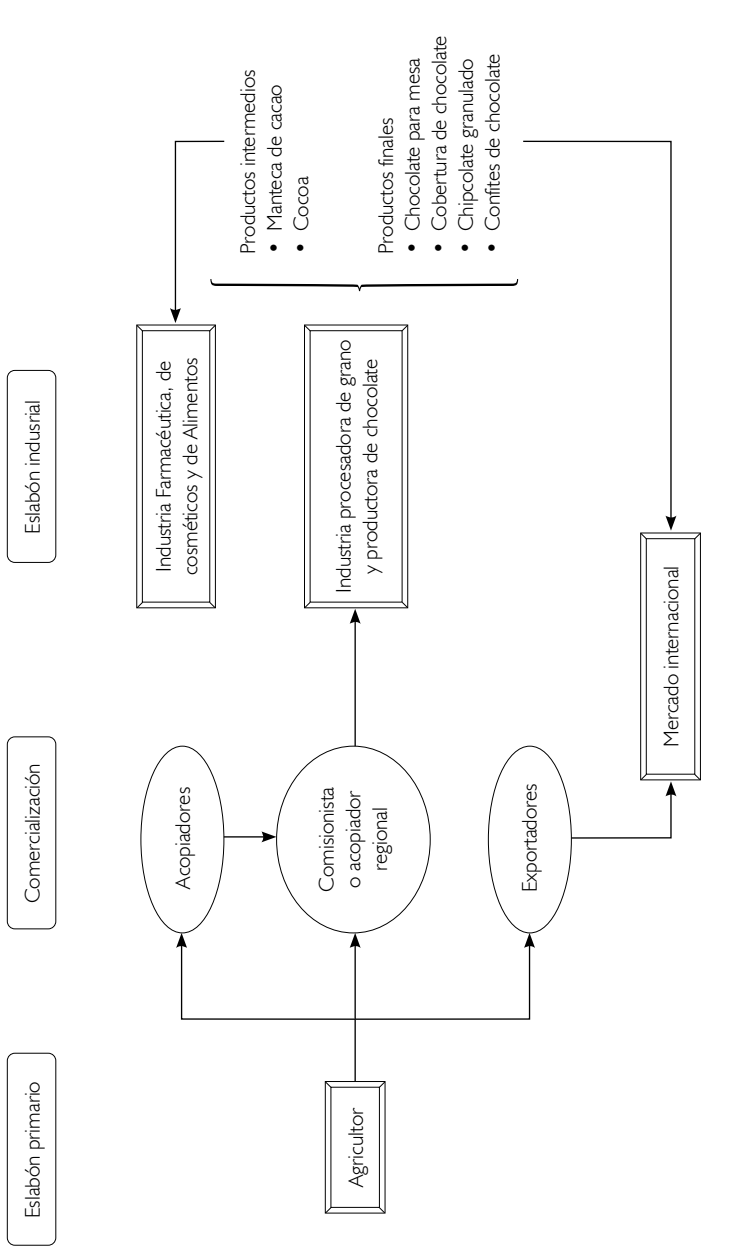 Eslabón primario
Comercialización
Eslabón indusrial
Agricultor
Acopiadores
Comisionista
o acopiador
regional
Exportadores
Industria Farmacéutica, de
cosméticos y de Alimentos
Industria procesadora de grano
y productora de chocolate
Mercado internacional
Productos intermedios
• Manteca de cacao
• Cocoa
Productos finales
• Chocolate para mesa
• Cobertura de chocolate
• Chipcolate granulado
• Confites de chocolate